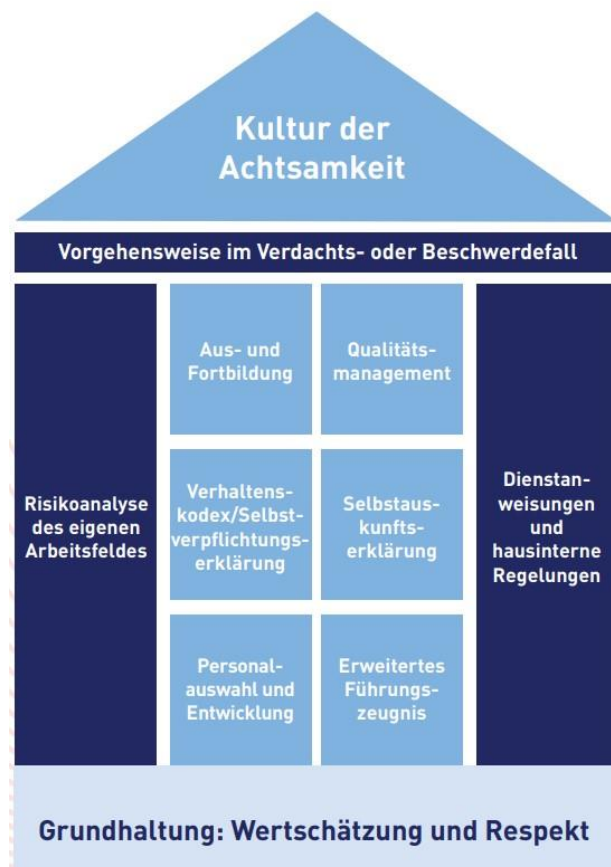 Kultur der
Achtsamkeit
Vorgehensweise im Verdachts- oder Beschwerdefall
Risikoanalyse
des eigenen
Arbeitsfeldes
Aus- und
Fortbildung
Qualitäts-
management
Verhaltens-
kodex/Selbst-
verpflichtungs-
erklärung
Selbstaus-
kunfts-
erklärung
Personal-
auswahl und
Entwicklung
Erweitertes
Führungs-
zeugnis
Dienstan-
weisungen
und
hausinterne
Regelungen
Grundhaltung: Wertschätzung und Respekt